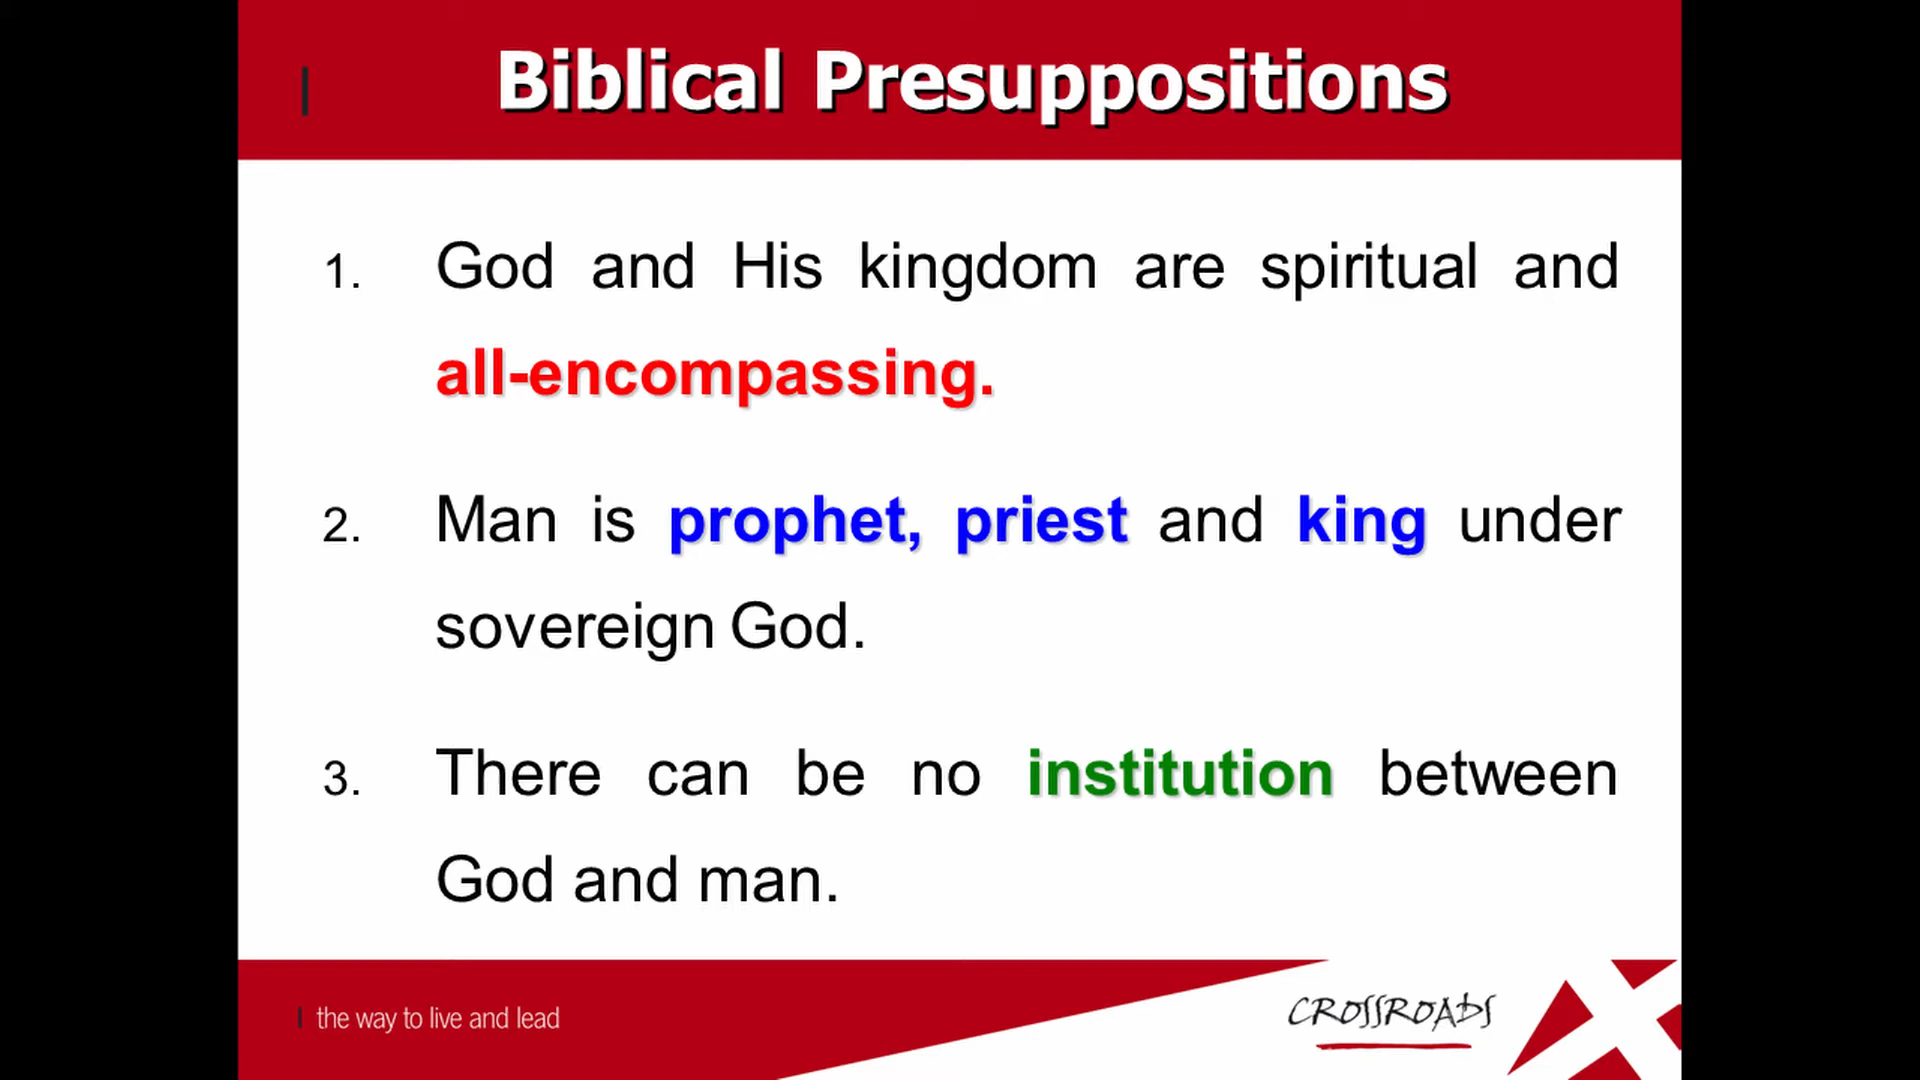 Biblical Presuppositions
1. God and His kingdom are spiritual and
all-encompassing.
2. Man is prophet, priest and king under
sovereign God.
3. There can be no institution between
God and man.
the way to live and lead
CROSSROADS